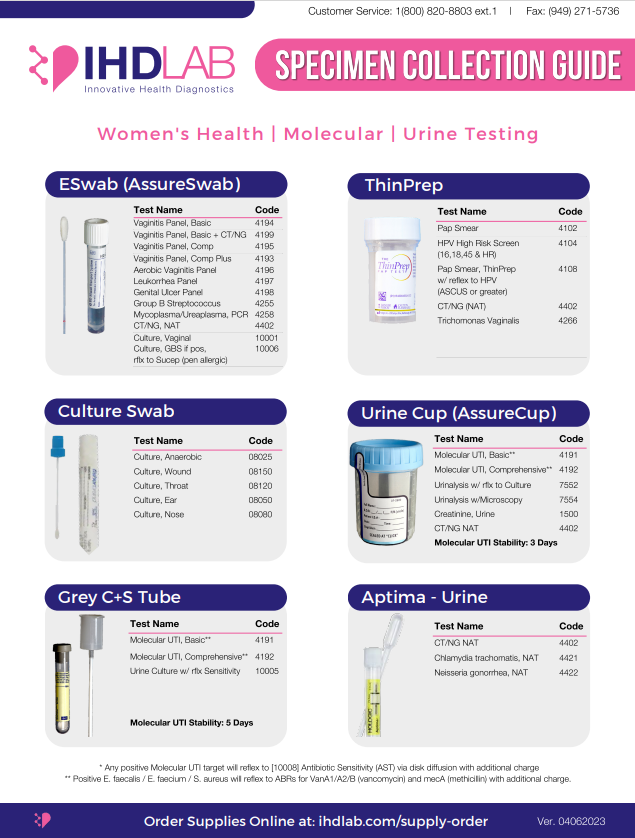 Customer Service: 1(800) 820-8803 ext.1 | Fax: (949) 271-5736
IHDLAB
Innovative Health Diagnostics
SPECIMEN COLLECTION GUIDE
Women's Health | Molecular | Urine Testing
ESwab (AssureSwab)
Test Name Code
Vaginitis Panel, Basic 4194
Vaginitis Panel, Basic + CT/NG 4199
Vaginitis Panel, Comp 4195
Vaginitis Panel, Comp Plus 4193
Aerobic Vaginitis Panel 4196
Leukorrhea Panel 4197
Genital Ulcer Panel 4198
Group B Streptococcus 4255
Mycoplasma/Ureaplasma, PCR 4258
CT/NG, NAT 4402
Culture, Vaginal 10001
Culture, GBS if pos, 10006
rflx to Sucep (pen allergic)
ThinPrep
Test Name Code
Pap Smear 4102
HPV High Risk Screen 4104
(16,18,45 & HR)
Pap Smear, ThinPrep 4108
w/ reflex to HPV
(ASCUS or greater)
CT/NG (NAT) 4402
Trichomonas Vaginalis 4266
ThinPrep
Culture Swab
Test Name Code
Culture, Anaerobic 08025
Culture, Wound 08150
Culture, Throat 08120
Culture, Ear 08050
Culture, Nose 08080
Urine Cup (AssureCup)
Test Name Code
Molecular UTI, Basic** 4191
Molecular UTI, Comprehensive** 4192
Urinalysis w/ rflx to Culture 7552
Urinalysis w/Microscopy 7554
Creatinine, Urine 1500
CT/NG NAT 4402
Molecular UTI Stability: 3 Days
Grey C+S Tube
Test Name Code
Molecular UTI, Basic** 4191
Molecular UTI, Comprehensive** 4192
Urine Culture w/ rflx Sensitivity 10005
Molecular UTI Stability: 5 Days
Aptima - Urine
Test Name Code
CT/NG NAT 4402
Chlamydia trachomatis, NAT 4421
Neisseria gonorrhea, NAT 4422
HOLOGIC
* Any positive Molecular UTI target will reflex to [10008] Antibiotic Sensitivity (AST) via disk diffusion with additional charge
** Positive E. faecalis / E. faecium / S. aureus will reflex to ABRs for VanA1/A2/B (vancomycin) and mecA (methicillin) with additional charge.
Order Supplies Online at: ihdlab.com/supply-order
Ver. 04062023